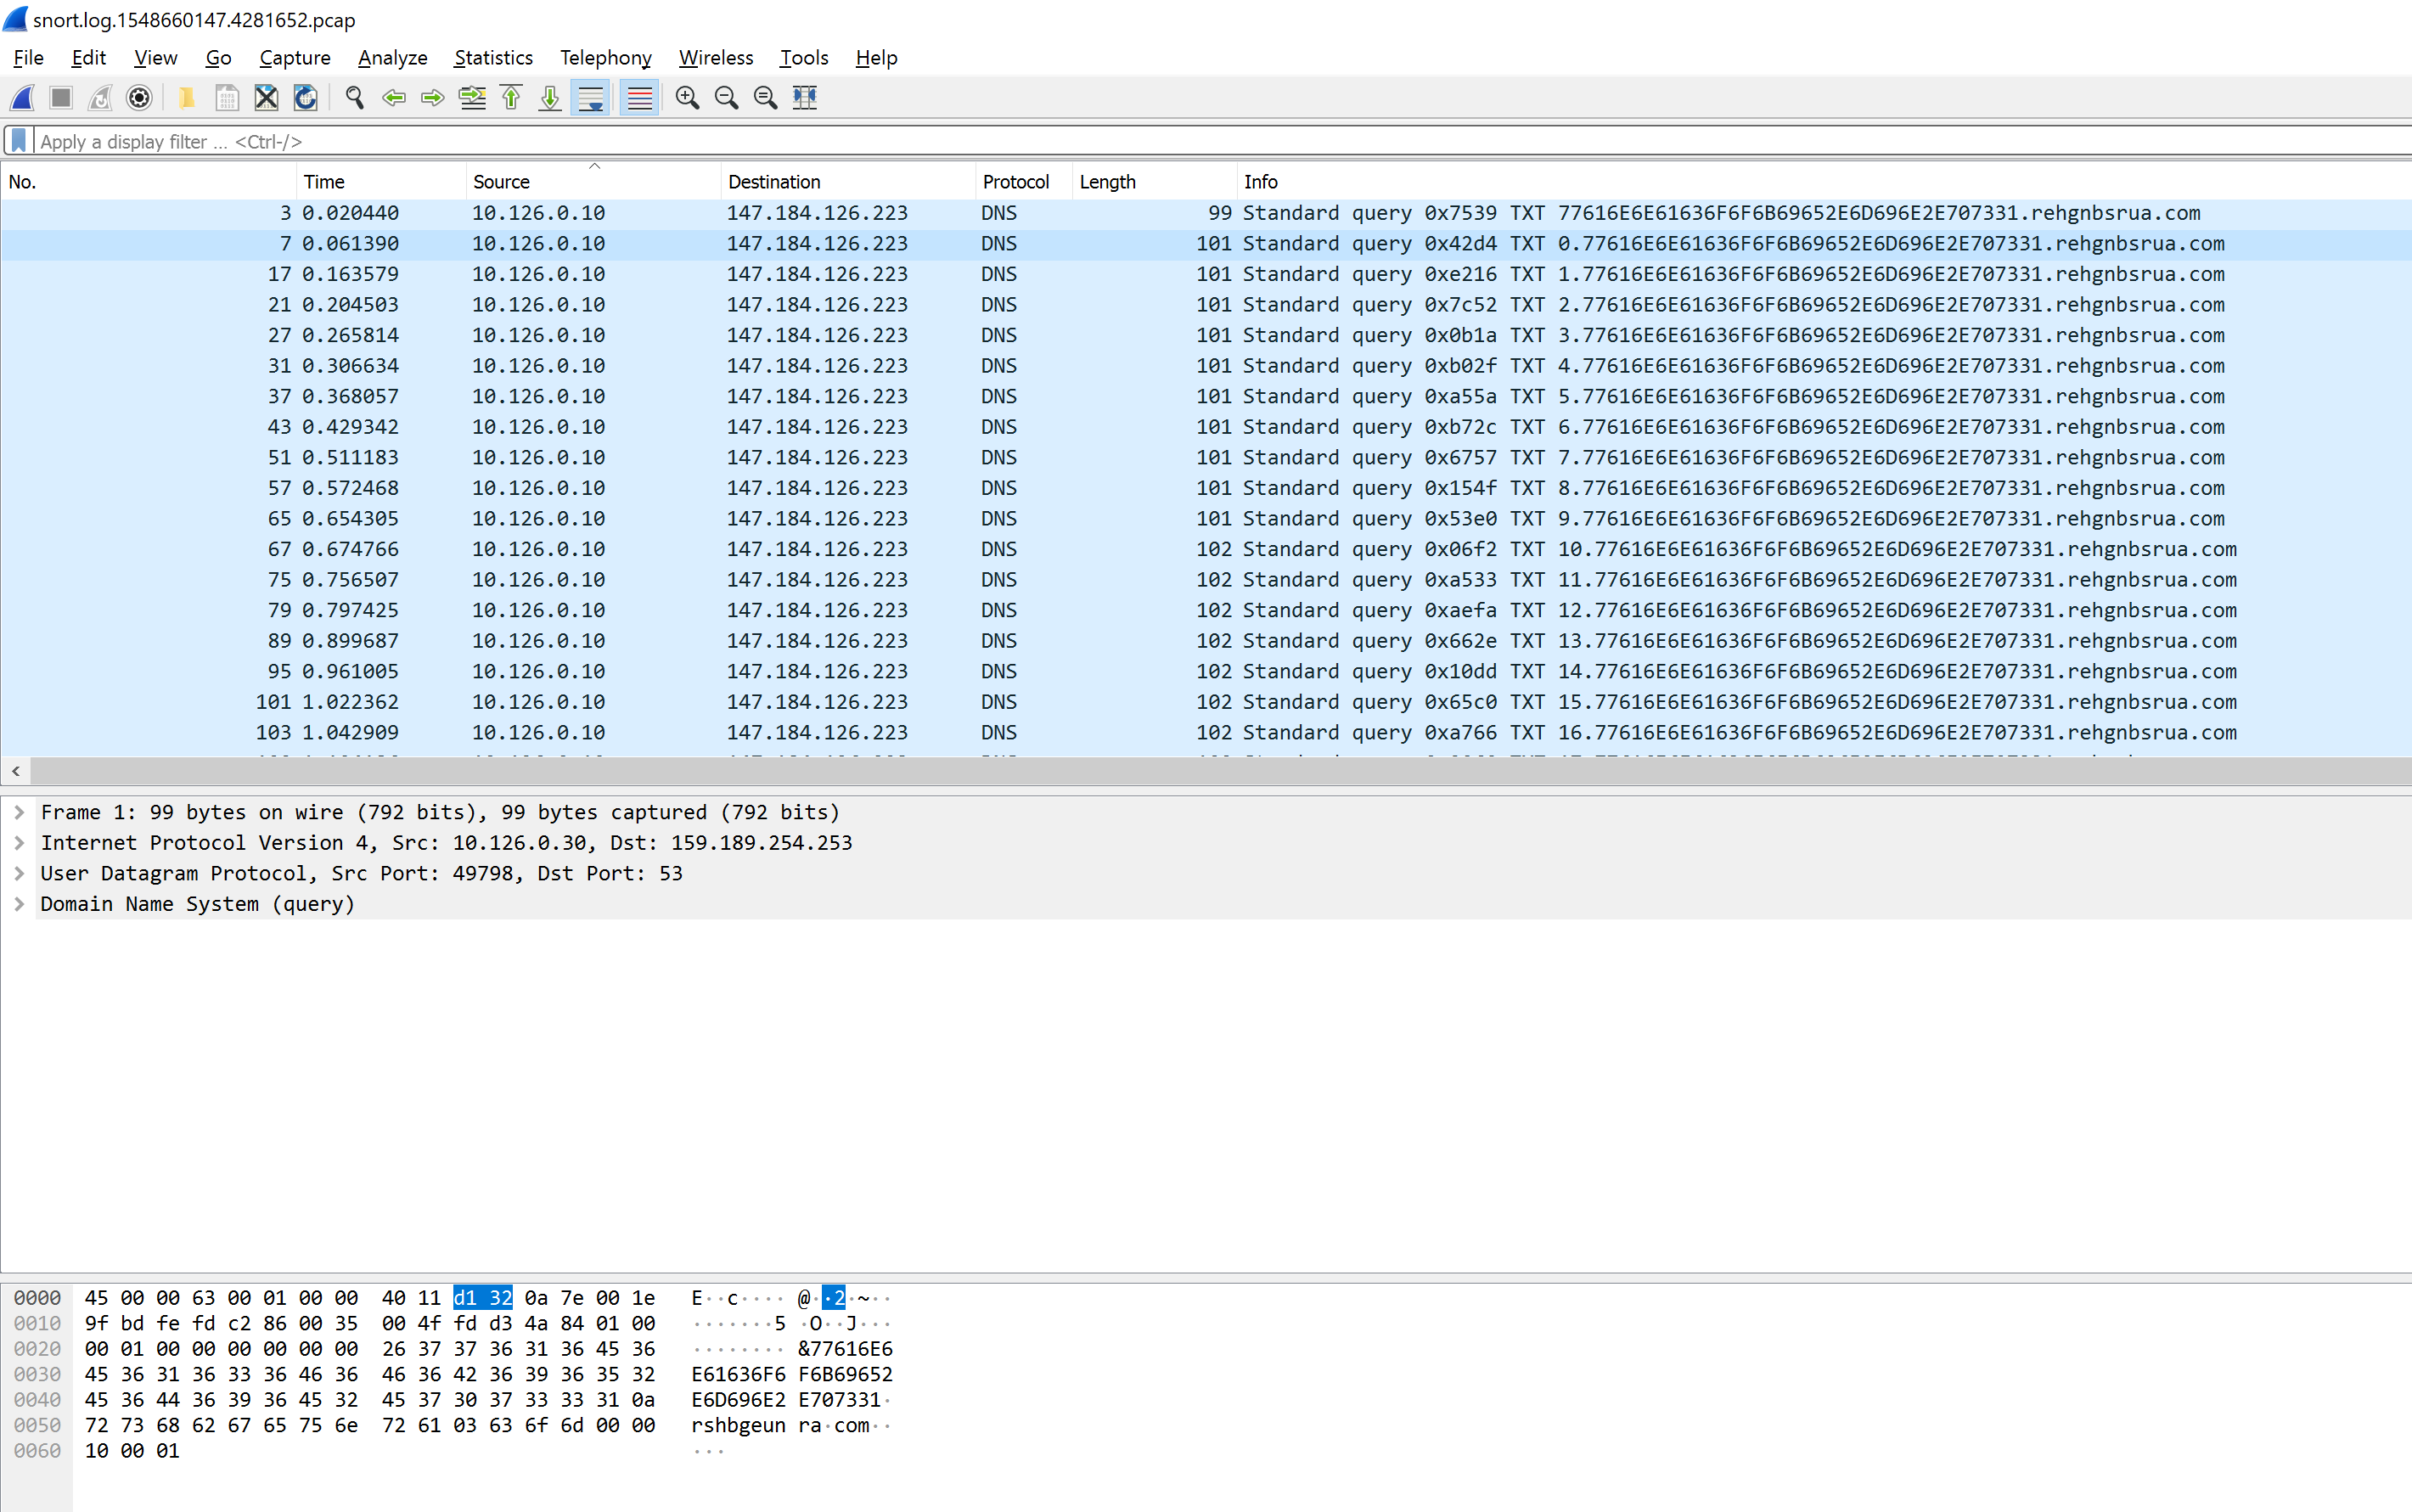 snort.log.1548660147.4281652.pcap
File Edit View Go Capture Analyze Statistics Telephony Wireless Tools Help
Apply a display filter ... <Ctrl-/>
No. Time Source Destination Protocol Length Info
3 0.020440 10.126.0.10 147.184.126.223 DNS 99 Standard query 0x7539 TXT 77616E6E61636F6F6B69652E6D696E2E707331.rehgnbsrua.com
7 0.061390 10.126.0.10 147.184.126.223 DNS 101 Standard query 0x42d4 TXT 0.77616E6E61636F6F6B69652E6D696E2E707331.rehgnbsrua.com
17 0.163579 10.126.0.10 147.184.126.223 DNS 101 Standard query 0xe216 TXT 1.77616E6E61636F6F6B69652E6D696E2E707331.rehgnbsrua.com
21 0.204503 10.126.0.10 147.184.126.223 DNS 101 Standard query 0x7c52 TXT 2.77616E6E61636F6F6B69652E6D696E2E707331.rehgnbsrua.com
27 0.265814 10.126.0.10 147.184.126.223 DNS 101 Standard query 0x0b1a TXT 3.77616E6E61636F6F6B69652E6D696E2E707331.rehgnbsrua.com
31 0.306634 10.126.0.10 147.184.126.223 DNS 101 Standard query 0xb02f TXT 4.77616E6E61636F6F6B69652E6D696E2E707331.rehgnbsrua.com
37 0.368057 10.126.0.10 147.184.126.223 DNS 101 Standard query 0xa55a TXT 5.77616E6E61636F6F6B69652E6D696E2E707331.rehgnbsrua.com
43 0.429342 10.126.0.10 147.184.126.223 DNS 101 Standard query 0xb72c TXT 6.77616E6E61636F6F6B69652E6D696E2E707331.rehgnbsrua.com
51 0.511183 10.126.0.10 147.184.126.223 DNS 101 Standard query 0x6757 TXT 7.77616E6E61636F6F6B69652E6D696E2E707331.rehgnbsrua.com
57 0.572468 10.126.0.10 147.184.126.223 DNS 101 Standard query 0x154f TXT 8.77616E6E61636F6F6B69652E6D696E2E707331.rehgnbsrua.com
65 0.654305 10.126.0.10 147.184.126.223 DNS 101 Standard query 0x53e0 TXT 9.77616E6E61636F6F6B69652E6D696E2E707331.rehgnbsrua.com
67 0.674766 10.126.0.10 147.184.126.223 DNS 102 Standard query 0x06f2 TXT 10.77616E6E61636F6F6B69652E6D696E2E707331.rehgnbsrua.com
75 0.756507 10.126.0.10 147.184.126.223 DNS 102 Standard query 0xa533 TXT 11.77616E6E61636F6F6B69652E6D696E2E707331.rehgnbsrua.com
79 0.797425 10.126.0.10 147.184.126.223 DNS 102 Standard query 0xaefa TXT 12.77616E6E61636F6F6B69652E6D696E2E707331.rehgnbsrua.com
89 0.899687 10.126.0.10 147.184.126.223 DNS 102 Standard query 0x662e TXT 13.77616E6E61636F6F6B69652E6D696E2E707331.rehgnbsrua.com
95 0.961005 10.126.0.10 147.184.126.223 DNS 102 Standard query 0x10dd TXT 14.77616E6E61636F6F6B69652E6D696E2E707331.rehgnbsrua.com
101 1.022362 10.126.0.10 147.184.126.223 DNS 102 Standard query 0x65c0 TXT 15.77616E6E61636F6F6B69652E6D696E2E707331.rehgnbsrua.com
103 1.042909 10.126.0.10 147.184.126.223 DNS 102 Standard query 0xa766 TXT 16.77616E6E61636F6F6B69652E6D696E2E707331.rehgnbsrua.com
Frame 1: 99 bytes on wire (792 bits), 99 bytes captured (792 bits)
Internet Protocol Version 4, Src: 10.126.0.30, Dst: 159.189.254.253
User Datagram Protocol, Src Port: 49798, Dst Port: 53
Domain Name System (query)
0000 45 00 00 63 00 01 00 00 40 11 d1 32 0a 7e 00 1e E··c···· @··2·~··
0010 9f bd fe fd c2 86 00 35 00 4f fd d3 4a 84 01 00 ·······5 ·O··J···
0020 00 01 00 00 00 00 00 00 26 37 37 36 31 36 45 36 ········ &77616E6
0030 45 36 31 36 33 36 46 36 46 36 42 36 39 36 35 32 E61636F6 F6B69652
0040 45 36 44 36 39 36 45 32 45 37 30 37 33 33 31 0a E6D696E2 E707331·
0050 72 73 68 62 67 65 75 6e 72 61 03 63 6f 6d 00 00 rshbgeun ra·com··
0060 10 00 01 ···